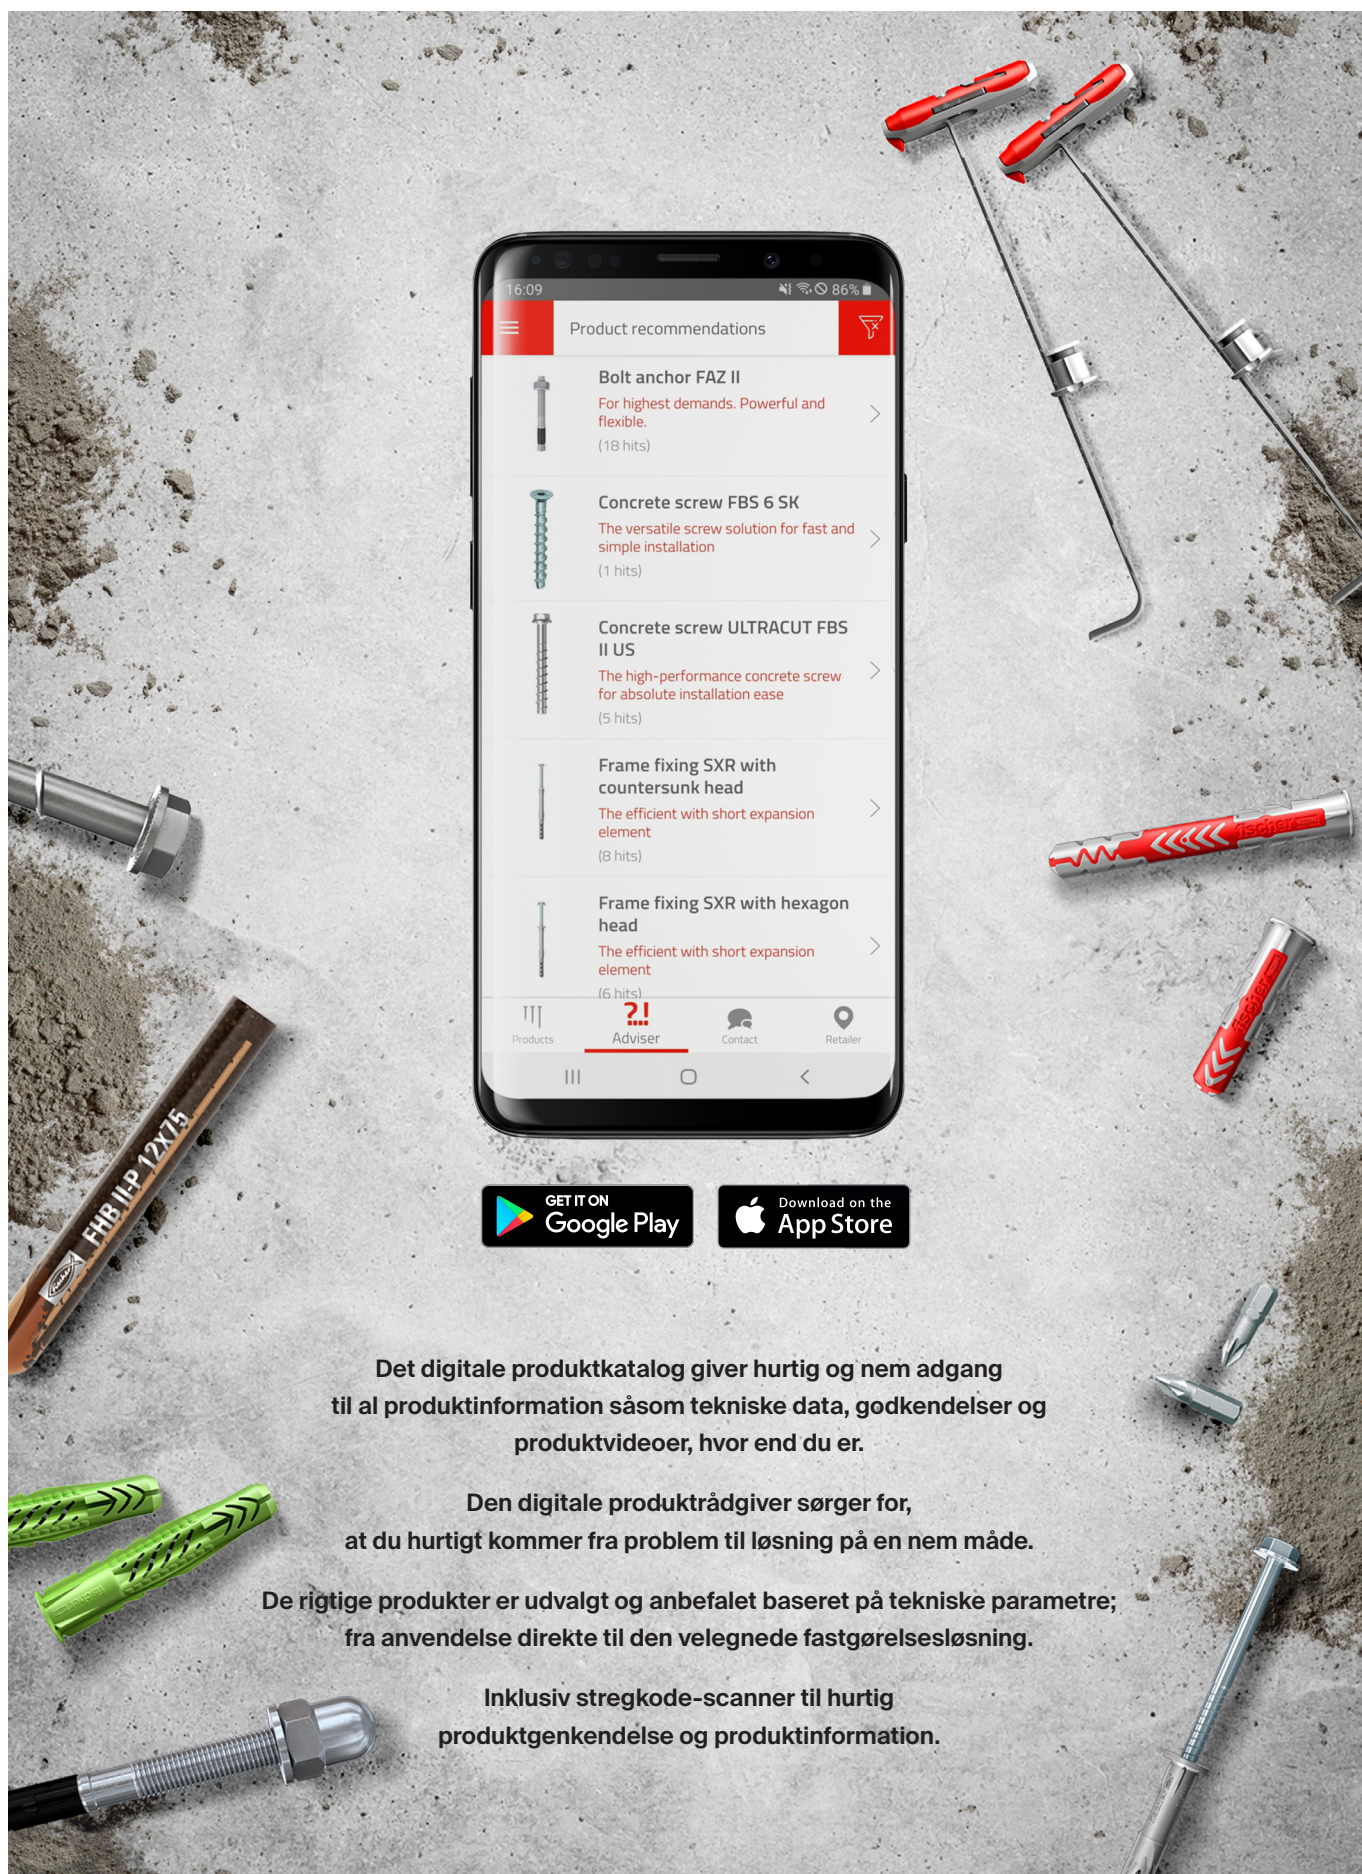 16:09
86%
Product recommendations
Bolt anchor FAZ II
For highest demands. Powerful and
flexible.
(18 hits)
Concrete screw FBS 6 SK
The versatile screw solution for fast and
simple installation
(1 hits)
Concrete screw ULTRACUT FBS
II US
The high-performance concrete screw
for absolute installation ease
(5 hits)
Frame fixing SXR with
countersunk head
The efficient with short expansion
element
(8 hits)
Frame fixing SXR with hexagon
head
The efficient with short expansion
element
(6 hits)
Products
?!
Adviser
Contact
Retailer
fischer
fischer
FHB II-P 12x75
GET IT ON
Google Play
Download on the
App Store
Det digitale produktkatalog giver hurtig og nem adgang
til al produktinformation såsom tekniske data, godkendelser og
produktvideoer, hvor end du er.
Den digitale produktrådgiver sørger for,
at du hurtigt kommer fra problem til løsning på en nem måde.
De rigtige produkter er udvalgt og anbefalet baseret på tekniske parametre;
fra anvendelse direkte til den velegnede fastgørelsesløsning.
Inklusiv stregkode-scanner til hurtig
produktgenkendelse og produktinformation.